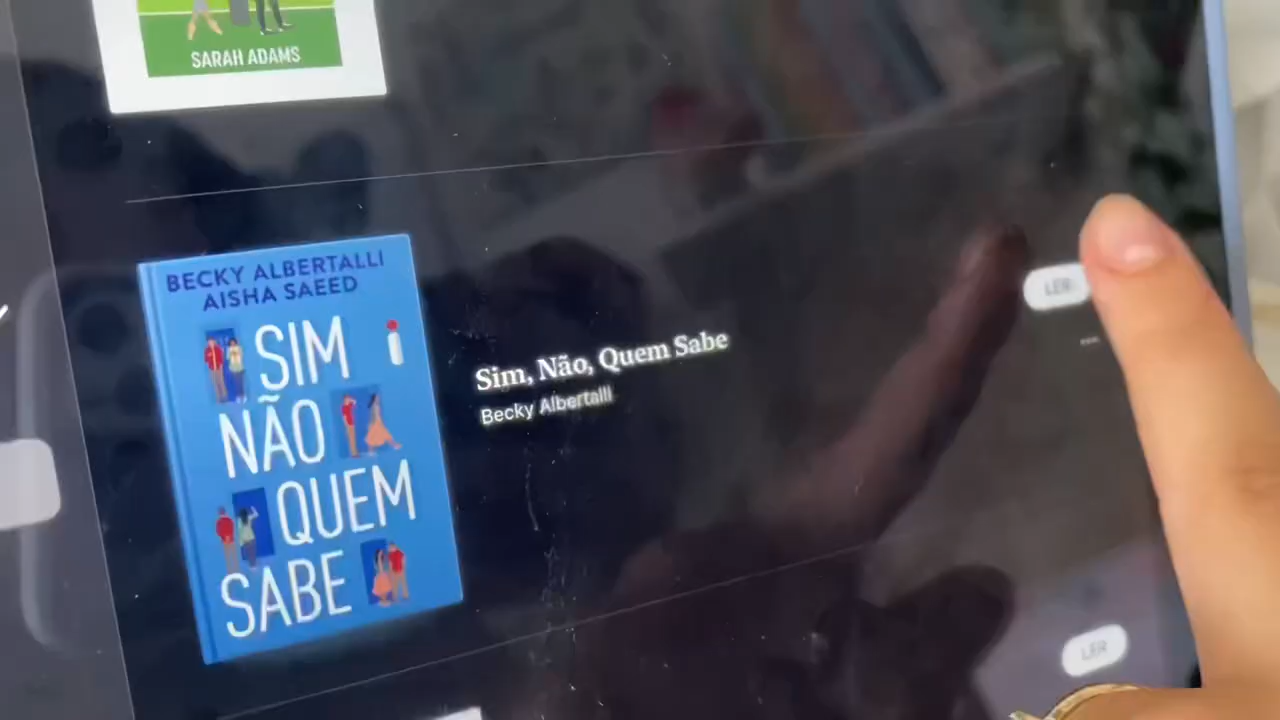 SARAH ADAMS
BECKY ALBERTALLI
AISHA SAEED
SIM
NÃO
QUEM
SABE
Sim, Não, Quem Sabe
Becky Albertalli
LER
LER